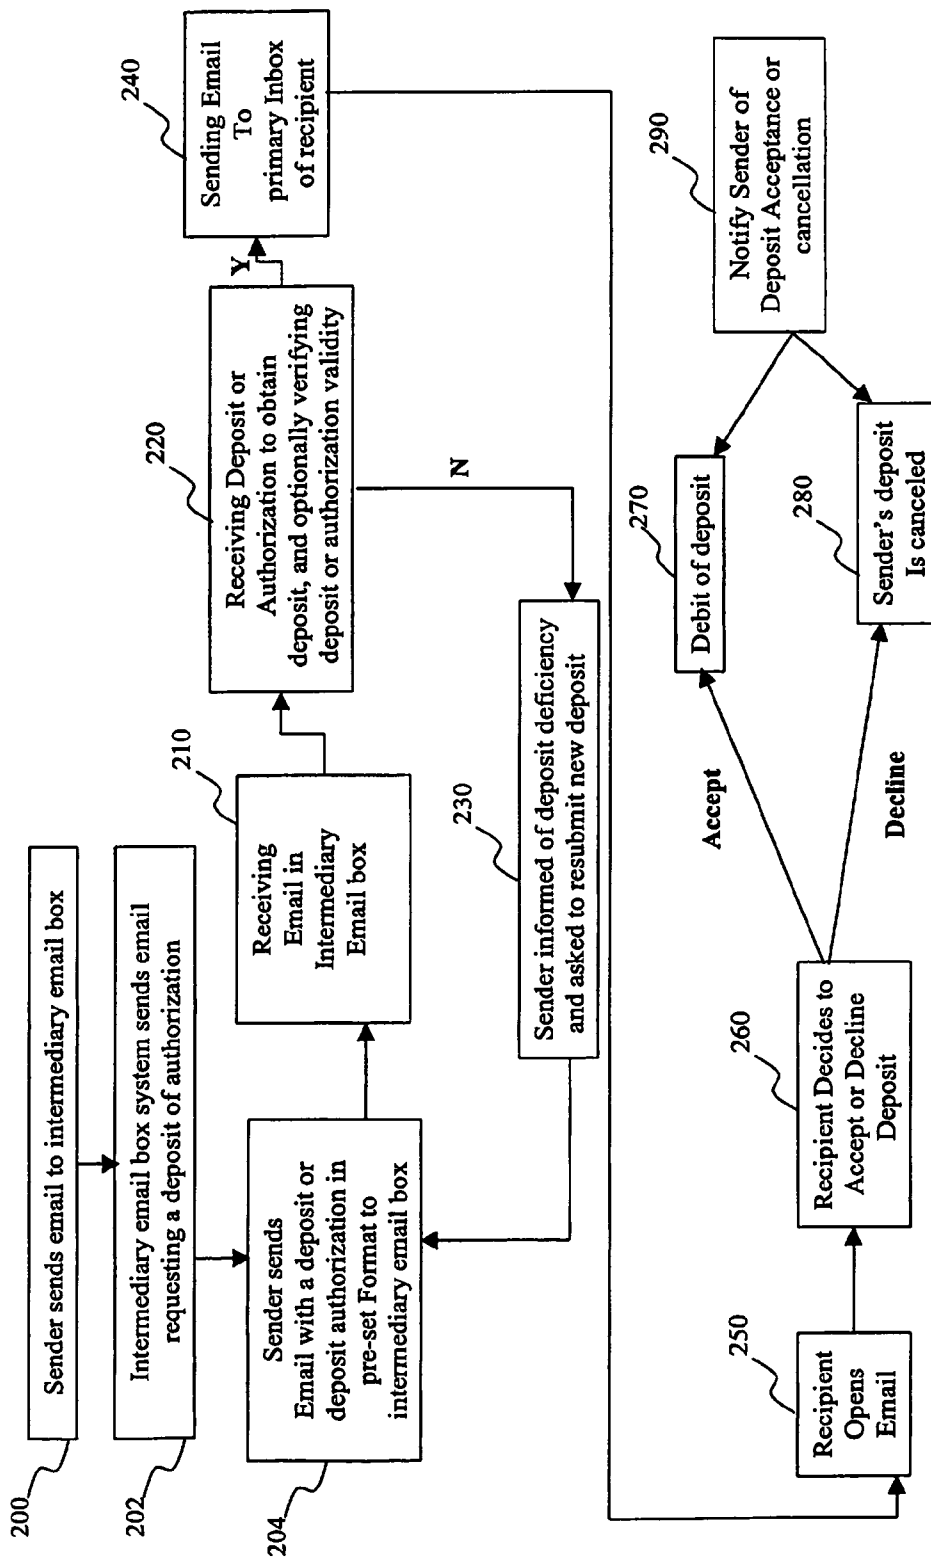 200
Sender sends email to intermediary email box
202
Intermediary email box system sends email
requesting a deposit of authorization
204
Sender sends
Email with a deposit or
deposit authorization in
pre-set Format to
intermediary email box
210
Receiving
Email in
Intermediary
Email box
220
Receiving Deposit or
Authorization to obtain
deposit, and optionally verifying
deposit or authorization validity
Y
240
Sending Email
To
primary Inbox
of recipient
N
230
Sender informed of deposit deficiency
and asked to resubmit new deposit
250
Recipient
Opens
Email
260
Recipient Decides to
Accept or Decline
Deposit
Accept
Decline
270
Debit of deposit
280
Sender's deposit
Is canceled
290
Notify Sender of
Deposit Acceptance or
cancellation